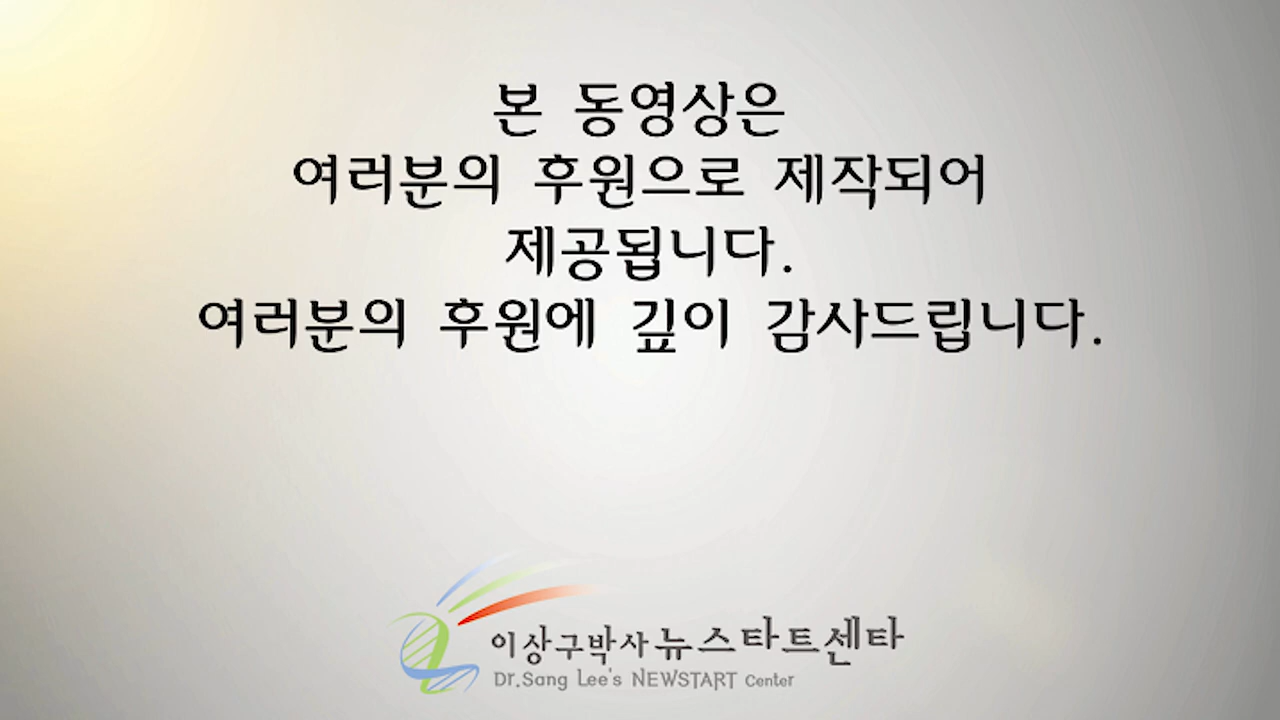 본 동영상은
여러분의 후원으로 제작되어
제공됩니다.
여러분의 후원에 깊이 감사드립니다.
이상구박사 뉴스타트센타
Dr.Sang Lee's NEWSTART Center